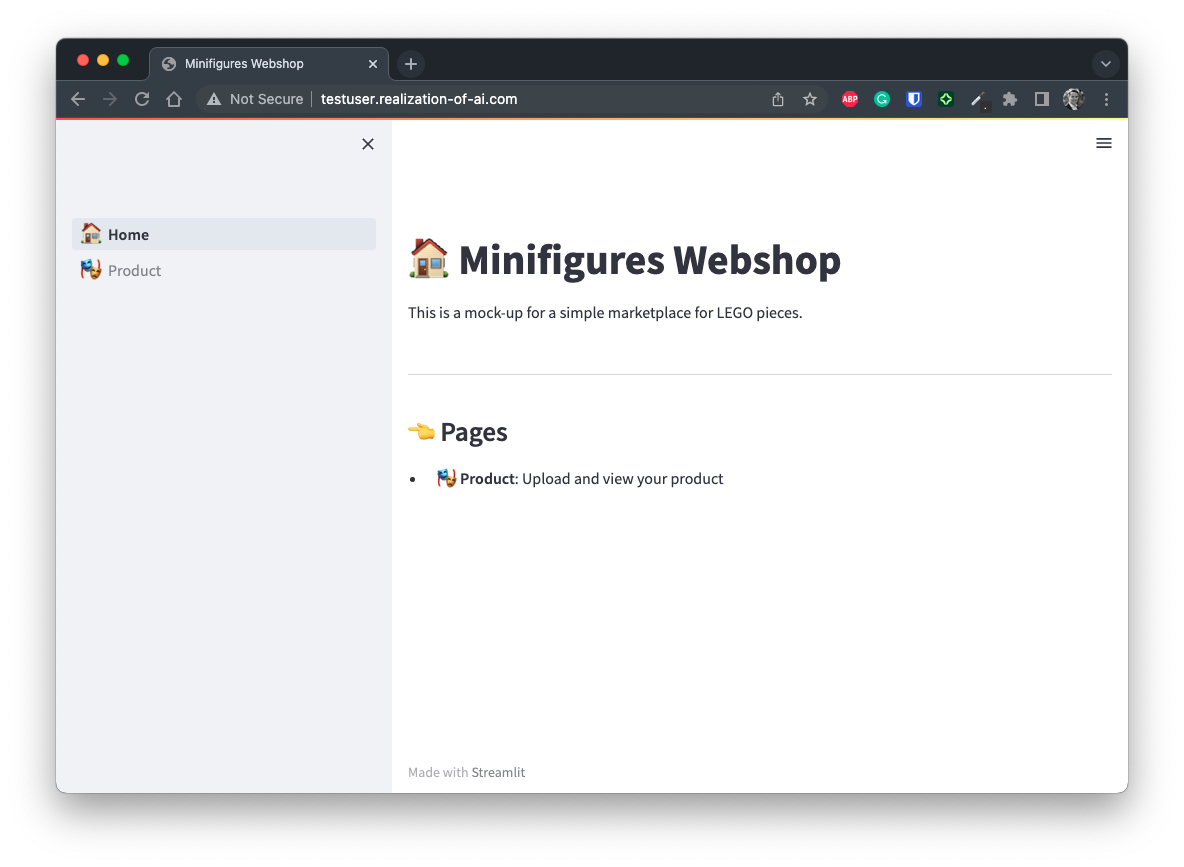 Minifigures Webshop
Not Secure testuser.realization-of-ai.com
ABP
Home
Product
Minifigures Webshop
This is a mock-up for a simple marketplace for LEGO pieces.
Pages
Product: Upload and view your product
Made with Streamlit